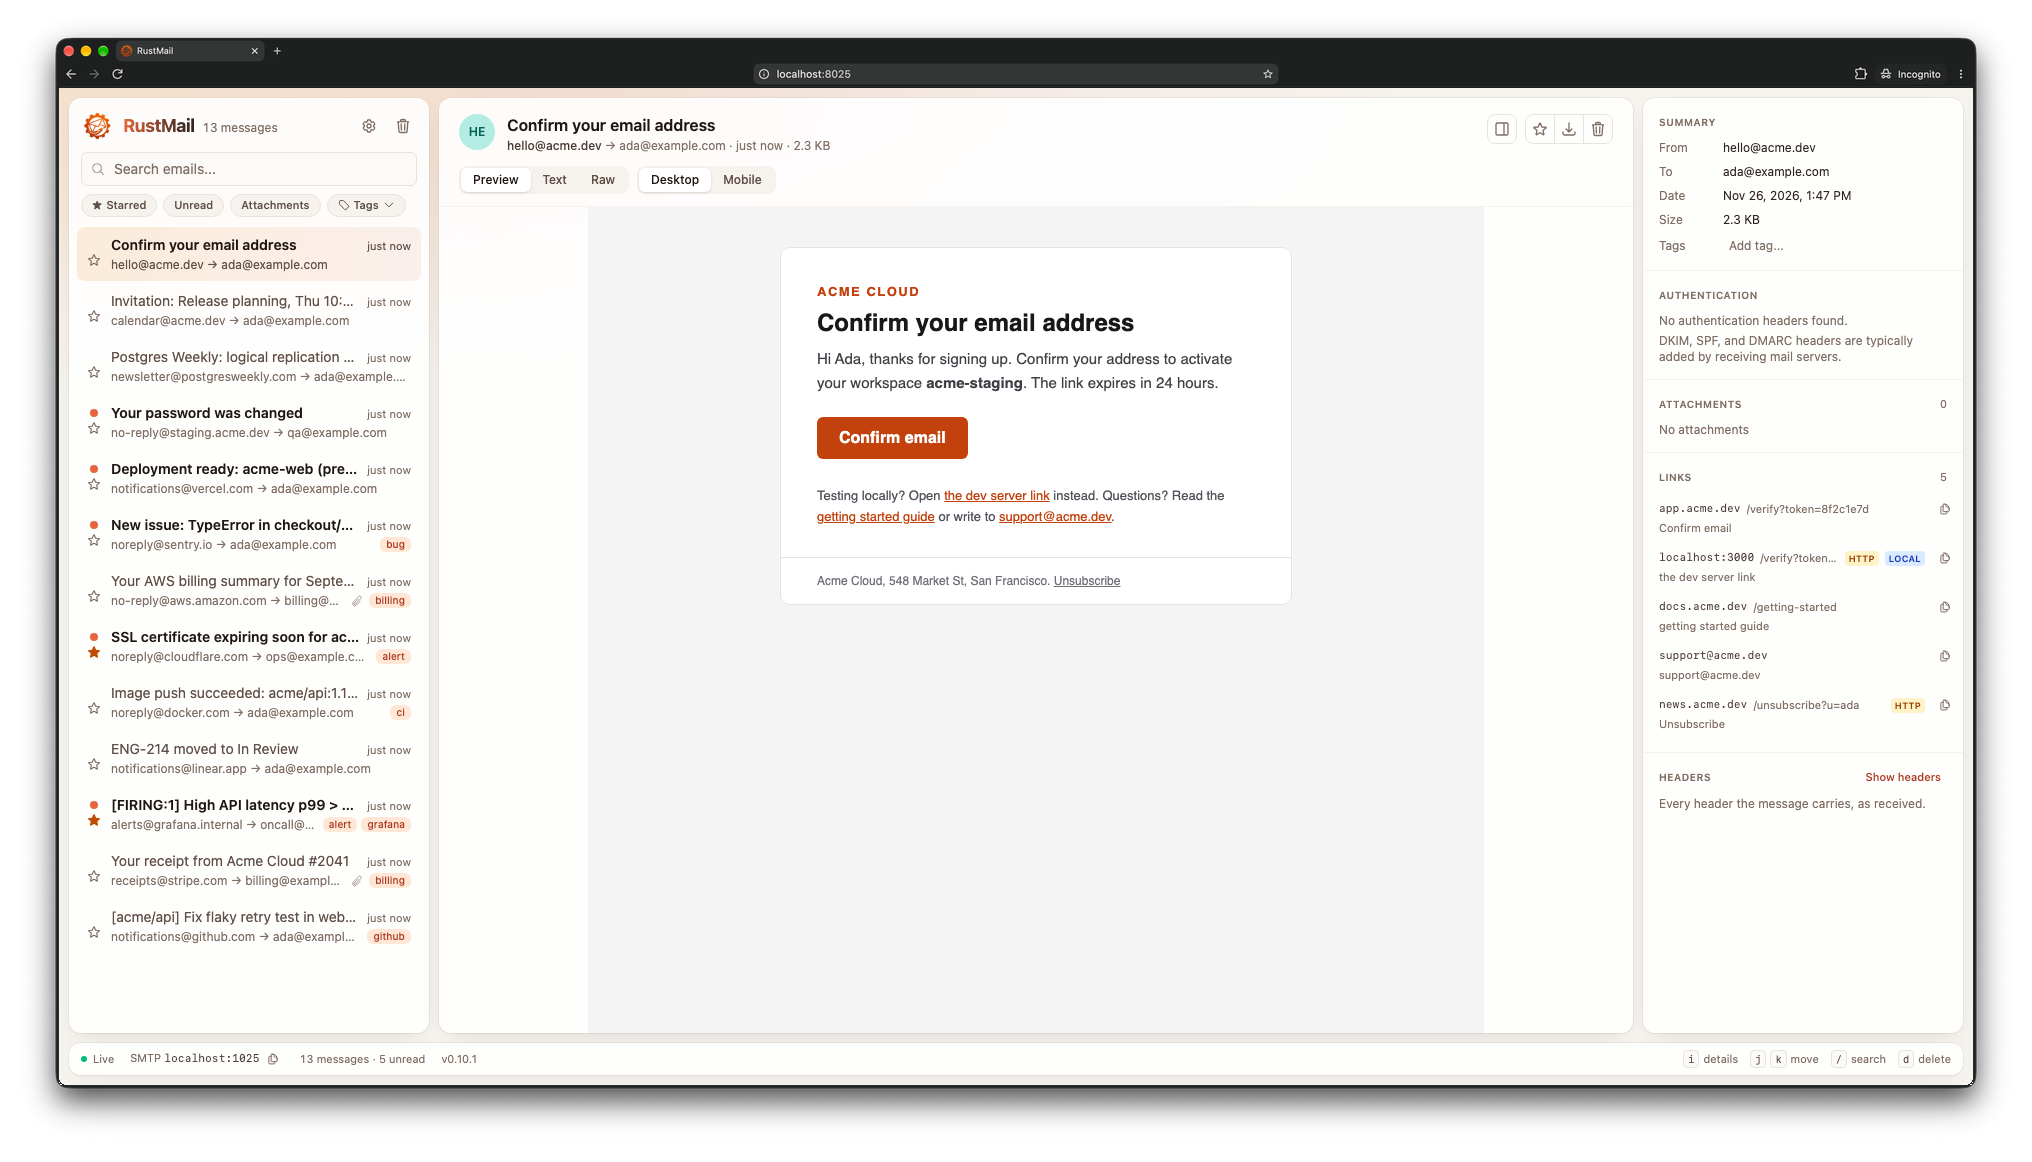 RustMail
localhost:8025
Incognito
RustMail 13 messages
Search emails...
Starred Unread Attachments Tags
Confirm your email address just now
hello@acme.dev → ada@example.com
Invitation: Release planning, Thu 10:... just now
calendar@acme.dev → ada@example.com
Postgres Weekly: logical replication ... just now
newsletter@postgresweekly.com → ada@example....
Your password was changed just now
no-reply@staging.acme.dev → qa@example.com
Deployment ready: acme-web (pre... just now
notifications@vercel.com → ada@example.com
New issue: TypeError in checkout/... just now
noreply@sentry.io → ada@example.com bug
Your AWS billing summary for Septe... just now
no-reply@aws.amazon.com → billing@... billing
SSL certificate expiring soon for ac... just now
noreply@cloudflare.com → ops@example.c... alert
Image push succeeded: acme/api:1.1... just now
noreply@docker.com → ada@example.com ci
ENG-214 moved to In Review just now
notifications@linear.app → ada@example.com
[FIRING:1] High API latency p99 > ... just now
alerts@grafana.internal → oncall@... alert grafana
Your receipt from Acme Cloud #2041 just now
receipts@stripe.com → billing@exampl... billing
[acme/api] Fix flaky retry test in web... just now
notifications@github.com → ada@exampl... github
HE
Confirm your email address
hello@acme.dev → ada@example.com · just now · 2.3 KB
Preview Text Raw Desktop Mobile
ACME CLOUD
Confirm your email address
Hi Ada, thanks for signing up. Confirm your address to activate
your workspace acme-staging. The link expires in 24 hours.
Confirm email
Testing locally? Open the dev server link instead. Questions? Read the
getting started guide or write to support@acme.dev.
Acme Cloud, 548 Market St, San Francisco. Unsubscribe
SUMMARY
From hello@acme.dev
To ada@example.com
Date Nov 26, 2026, 1:47 PM
Size 2.3 KB
Tags Add tag...
AUTHENTICATION
No authentication headers found.
DKIM, SPF, and DMARC headers are typically
added by receiving mail servers.
ATTACHMENTS 0
No attachments
LINKS 5
app.acme.dev /verify?token=8f2c1e7d
Confirm email
localhost:3000 /verify?token... HTTP LOCAL
the dev server link
docs.acme.dev /getting-started
getting started guide
support@acme.dev
support@acme.dev
news.acme.dev /unsubscribe?u=ada HTTP
Unsubscribe
HEADERS Show headers
Every header the message carries, as received.
Live SMTP localhost:1025 13 messages · 5 unread v0.10.1
i details j k move / search d delete